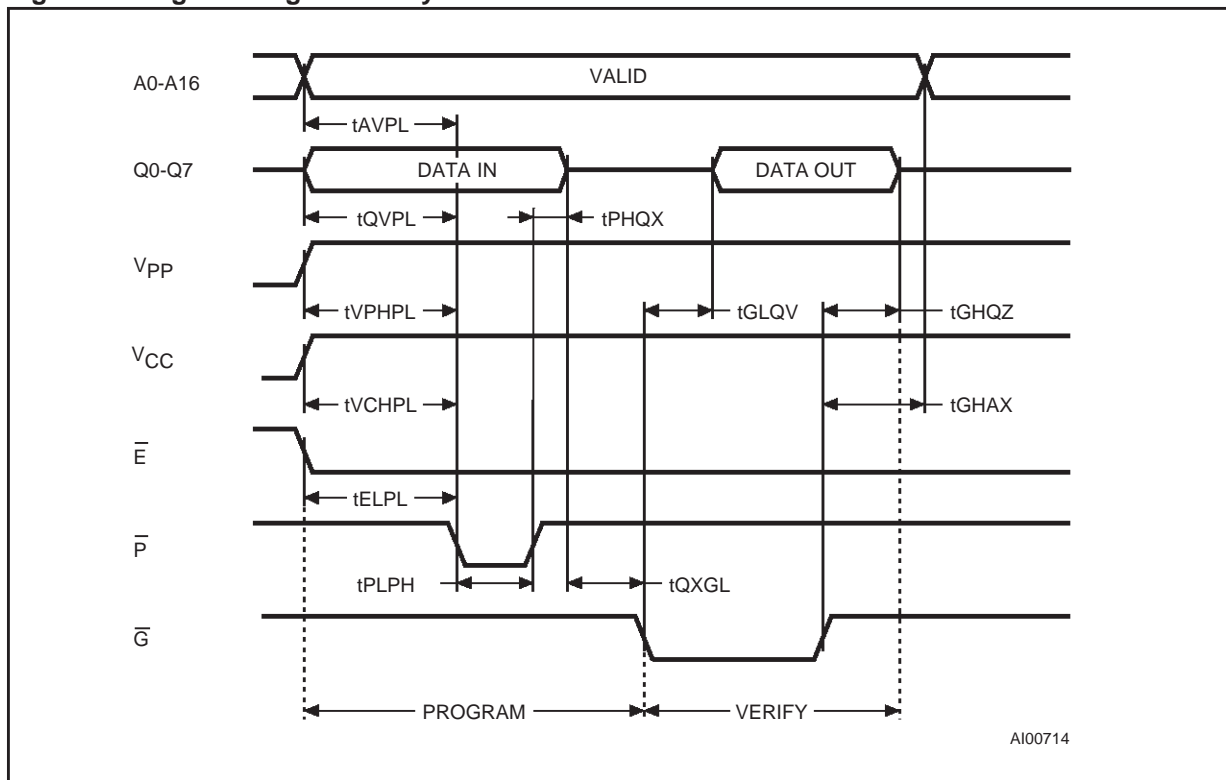 A0-A16
VALID
tAVPL
Q0-Q7
DATA IN
DATA OUT
tQVPL
tPHQX
VPP
tVPHPL
tGLQV
tGHQZ
VCC
tVCHPL
tGHAX
E̅
tELPL
P̅
tPLPH
tQXGL
G̅
PROGRAM
VERIFY
AI00714